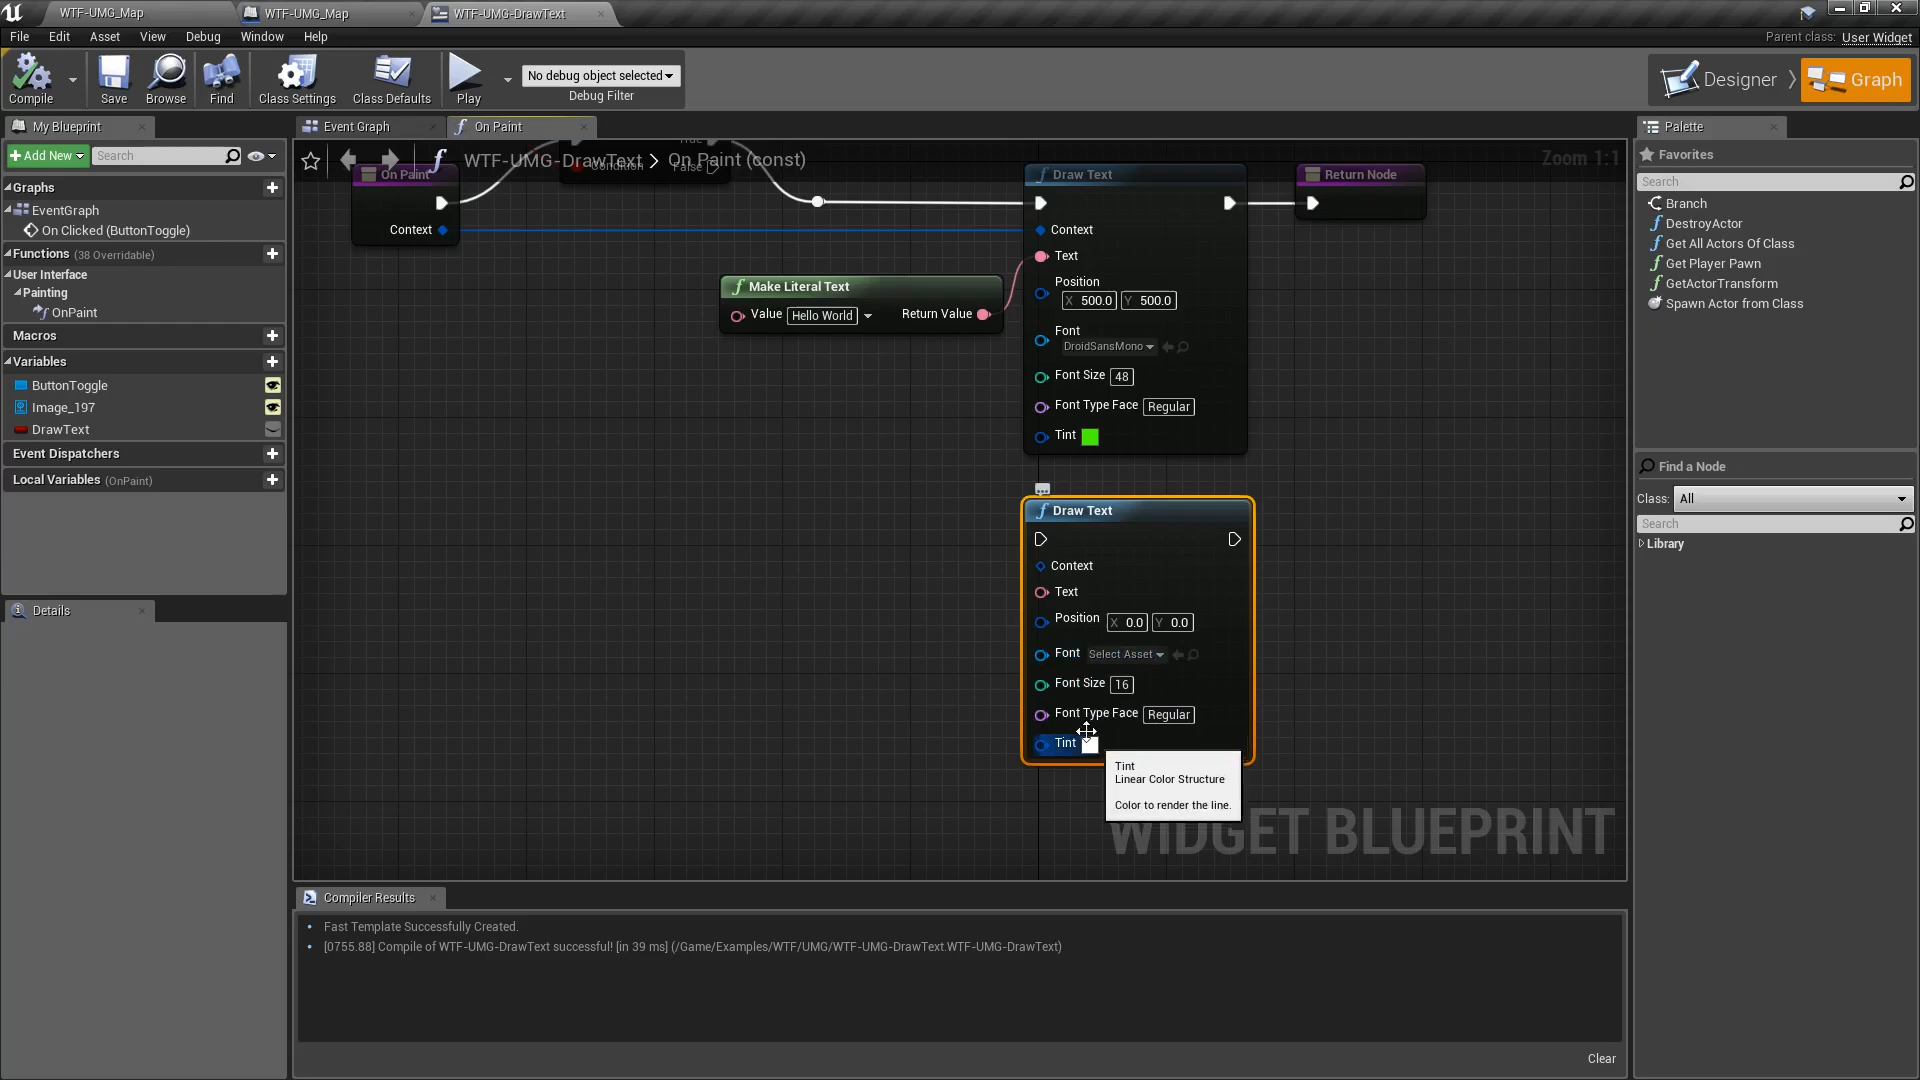 WTF-UMG_Map
WTF-UMG_Map
WTF-UMG-DrawText
File Edit Asset View Debug Window Help
Parent class: User Widget
Compile
Save
Browse
Find
Class Settings
Class Defaults
Play
No debug object selected
Debug Filter
Designer
Graph
My Blueprint
Event Graph
On Paint
Palette
Add New
Search
WTF-UMG-DrawText > On Paint (const)
Zoom 1:1
Favorites
Search
Graphs
EventGraph
On Clicked (ButtonToggle)
Functions (38 Overridable)
User Interface
Painting
OnPaint
Macros
Variables
ButtonToggle
Image_197
DrawText
Event Dispatchers
Local Variables (OnPaint)
Details
On Paint
Context
Condition
True
False
Make Literal Text
Value Hello World
Return Value
Draw Text
Context
Text
Position
X 500.0 Y 500.0
Font
DroidSansMono
Font Size 48
Font Type Face Regular
Tint
Return Node
Draw Text
Context
Text
Position X 0.0 Y 0.0
Font Select Asset
Font Size 16
Font Type Face Regular
Tint
Tint
Linear Color Structure
Color to render the line.
WIDGET BLUEPRINT
Branch
DestroyActor
Get All Actors Of Class
Get Player Pawn
GetActorTransform
Spawn Actor from Class
Find a Node
Class: All
Search
Library
Compiler Results
Fast Template Successfully Created.
[0755.88] Compile of WTF-UMG-DrawText successful! [in 39 ms] (/Game/Examples/WTF/UMG/WTF-UMG-DrawText.WTF-UMG-DrawText)
Clear